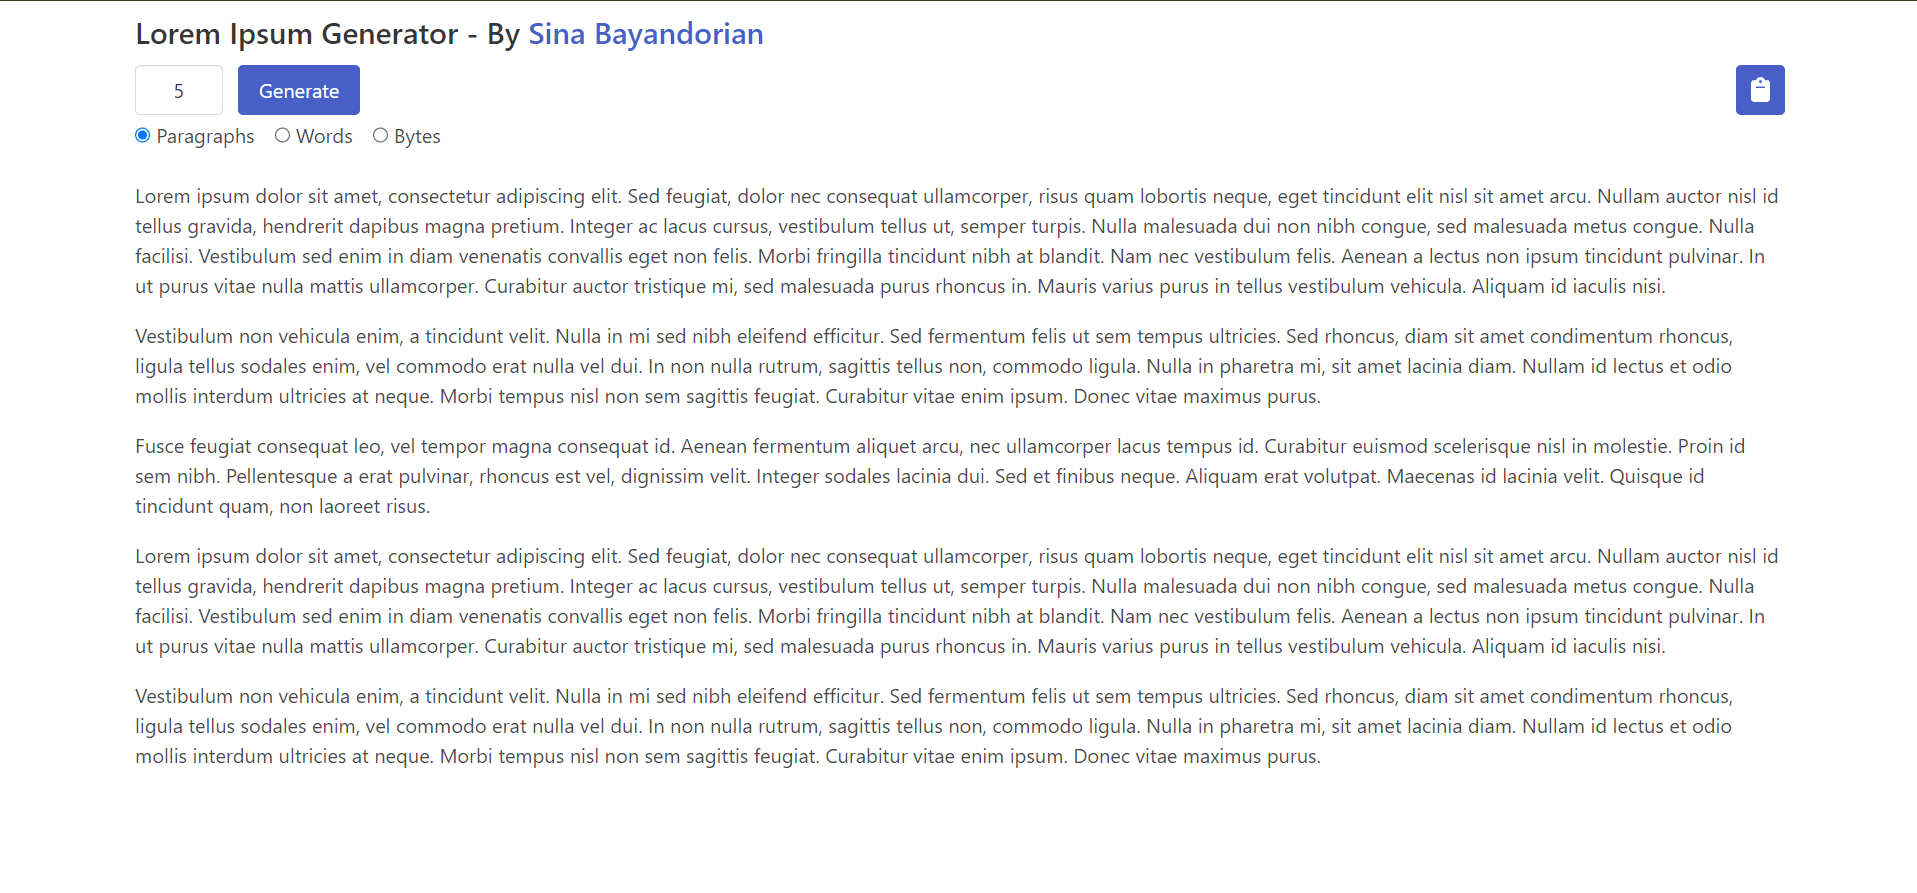 Lorem Ipsum Generator - By Sina Bayandorian
5 Generate
Paragraphs Words Bytes
Lorem ipsum dolor sit amet, consectetur adipiscing elit. Sed feugiat, dolor nec consequat ullamcorper, risus quam lobortis neque, eget tincidunt elit nisl sit amet arcu. Nullam auctor nisl id
tellus gravida, hendrerit dapibus magna pretium. Integer ac lacus cursus, vestibulum tellus ut, semper turpis. Nulla malesuada dui non nibh congue, sed malesuada metus congue. Nulla
facilisi. Vestibulum sed enim in diam venenatis convallis eget non felis. Morbi fringilla tincidunt nibh at blandit. Nam nec vestibulum felis. Aenean a lectus non ipsum tincidunt pulvinar. In
ut purus vitae nulla mattis ullamcorper. Curabitur auctor tristique mi, sed malesuada purus rhoncus in. Mauris varius purus in tellus vestibulum vehicula. Aliquam id iaculis nisi.
Vestibulum non vehicula enim, a tincidunt velit. Nulla in mi sed nibh eleifend efficitur. Sed fermentum felis ut sem tempus ultricies. Sed rhoncus, diam sit amet condimentum rhoncus,
ligula tellus sodales enim, vel commodo erat nulla vel dui. In non nulla rutrum, sagittis tellus non, commodo ligula. Nulla in pharetra mi, sit amet lacinia diam. Nullam id lectus et odio
mollis interdum ultricies at neque. Morbi tempus nisl non sem sagittis feugiat. Curabitur vitae enim ipsum. Donec vitae maximus purus.
Fusce feugiat consequat leo, vel tempor magna consequat id. Aenean fermentum aliquet arcu, nec ullamcorper lacus tempus id. Curabitur euismod scelerisque nisl in molestie. Proin id
sem nibh. Pellentesque a erat pulvinar, rhoncus est vel, dignissim velit. Integer sodales lacinia dui. Sed et finibus neque. Aliquam erat volutpat. Maecenas id lacinia velit. Quisque id
tincidunt quam, non laoreet risus.
Lorem ipsum dolor sit amet, consectetur adipiscing elit. Sed feugiat, dolor nec consequat ullamcorper, risus quam lobortis neque, eget tincidunt elit nisl sit amet arcu. Nullam auctor nisl id
tellus gravida, hendrerit dapibus magna pretium. Integer ac lacus cursus, vestibulum tellus ut, semper turpis. Nulla malesuada dui non nibh congue, sed malesuada metus congue. Nulla
facilisi. Vestibulum sed enim in diam venenatis convallis eget non felis. Morbi fringilla tincidunt nibh at blandit. Nam nec vestibulum felis. Aenean a lectus non ipsum tincidunt pulvinar. In
ut purus vitae nulla mattis ullamcorper. Curabitur auctor tristique mi, sed malesuada purus rhoncus in. Mauris varius purus in tellus vestibulum vehicula. Aliquam id iaculis nisi.
Vestibulum non vehicula enim, a tincidunt velit. Nulla in mi sed nibh eleifend efficitur. Sed fermentum felis ut sem tempus ultricies. Sed rhoncus, diam sit amet condimentum rhoncus,
ligula tellus sodales enim, vel commodo erat nulla vel dui. In non nulla rutrum, sagittis tellus non, commodo ligula. Nulla in pharetra mi, sit amet lacinia diam. Nullam id lectus et odio
mollis interdum ultricies at neque. Morbi tempus nisl non sem sagittis feugiat. Curabitur vitae enim ipsum. Donec vitae maximus purus.